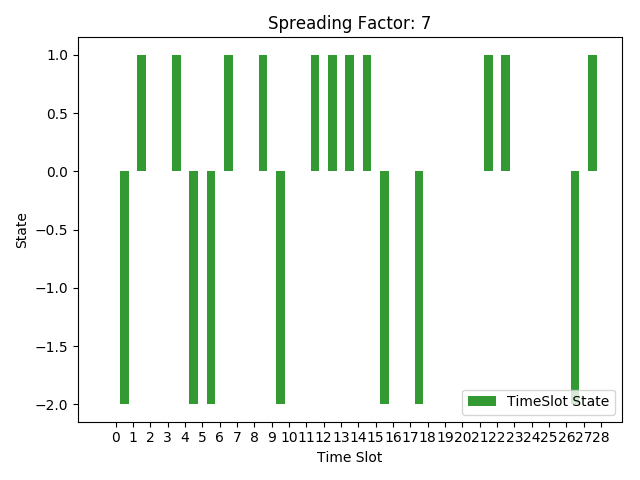 Spreading Factor: 7
1.0
0.5
0.0
−0.5
−1.0
−1.5
−2.0
State
TimeSlot State
0 1 2 3 4 5 6 7 8 9 10 11 12 13 14 15 16 17 18 19 20 21 22 23 24 25 26 27 28
Time Slot